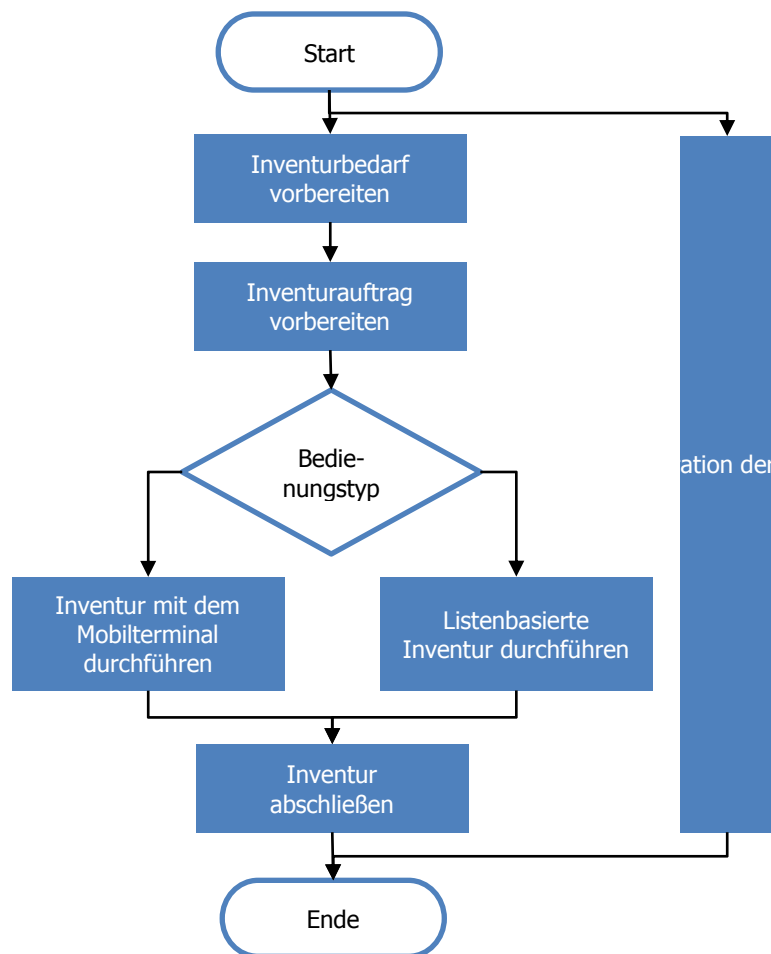 Start
Inventurbedarf
vorbereiten
Inventurauftrag
vorbereiten
Bedie-
nungstyp
ation der
Inventur mit dem
Mobilterminal
durchführen
Listenbasierte
Inventur durchführen
Inventur
abschließen
Ende